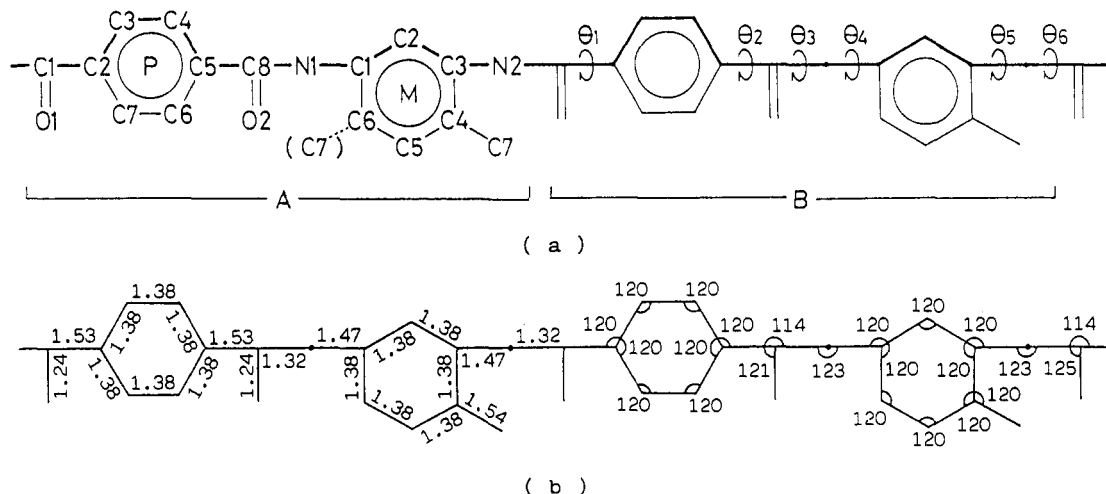 (a)
C3 C4 C2 θ1 θ2 θ3 θ4 θ5 θ6
C1 C2 P C5 C8 N1 C1 C3 N2
M
O1 C7 C6 O2 C6 C4
(C7) C5 C7
A B
( a )
1.38 120 120 120
1.53 1.38 1.38 1.53 1.47 1.38 1.32 120 120 114 120 120 114
1.38 1.47 120 120 120 120
1.24 1.38 1.38 1.24 1.32 1.38 1.38 121 123 123 125
1.38 1.38 1.54 120 120 120
1.38 120 120 120
( b )